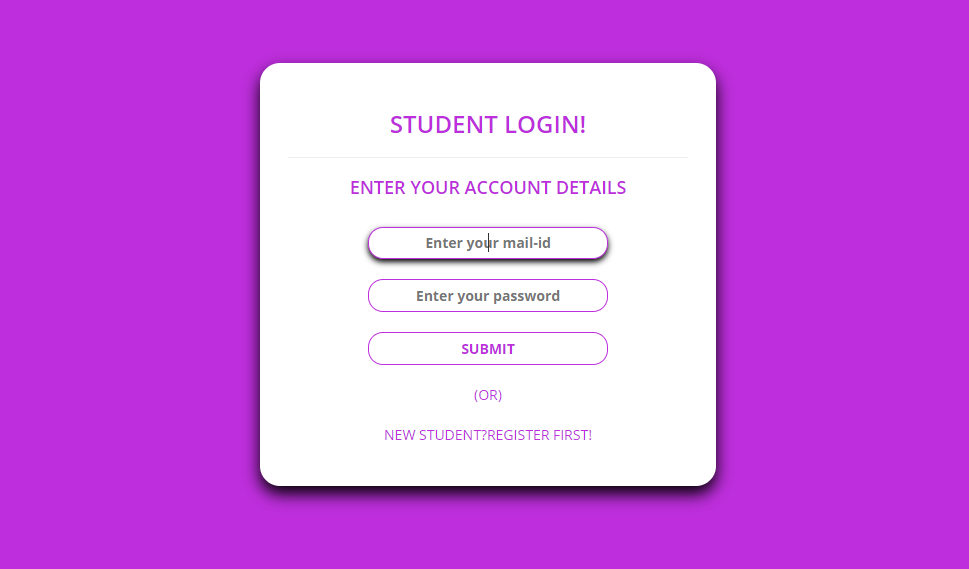 STUDENT LOGIN!
ENTER YOUR ACCOUNT DETAILS
Enter your mail-id
Enter your password
SUBMIT
(OR)
NEW STUDENT?REGISTER FIRST!